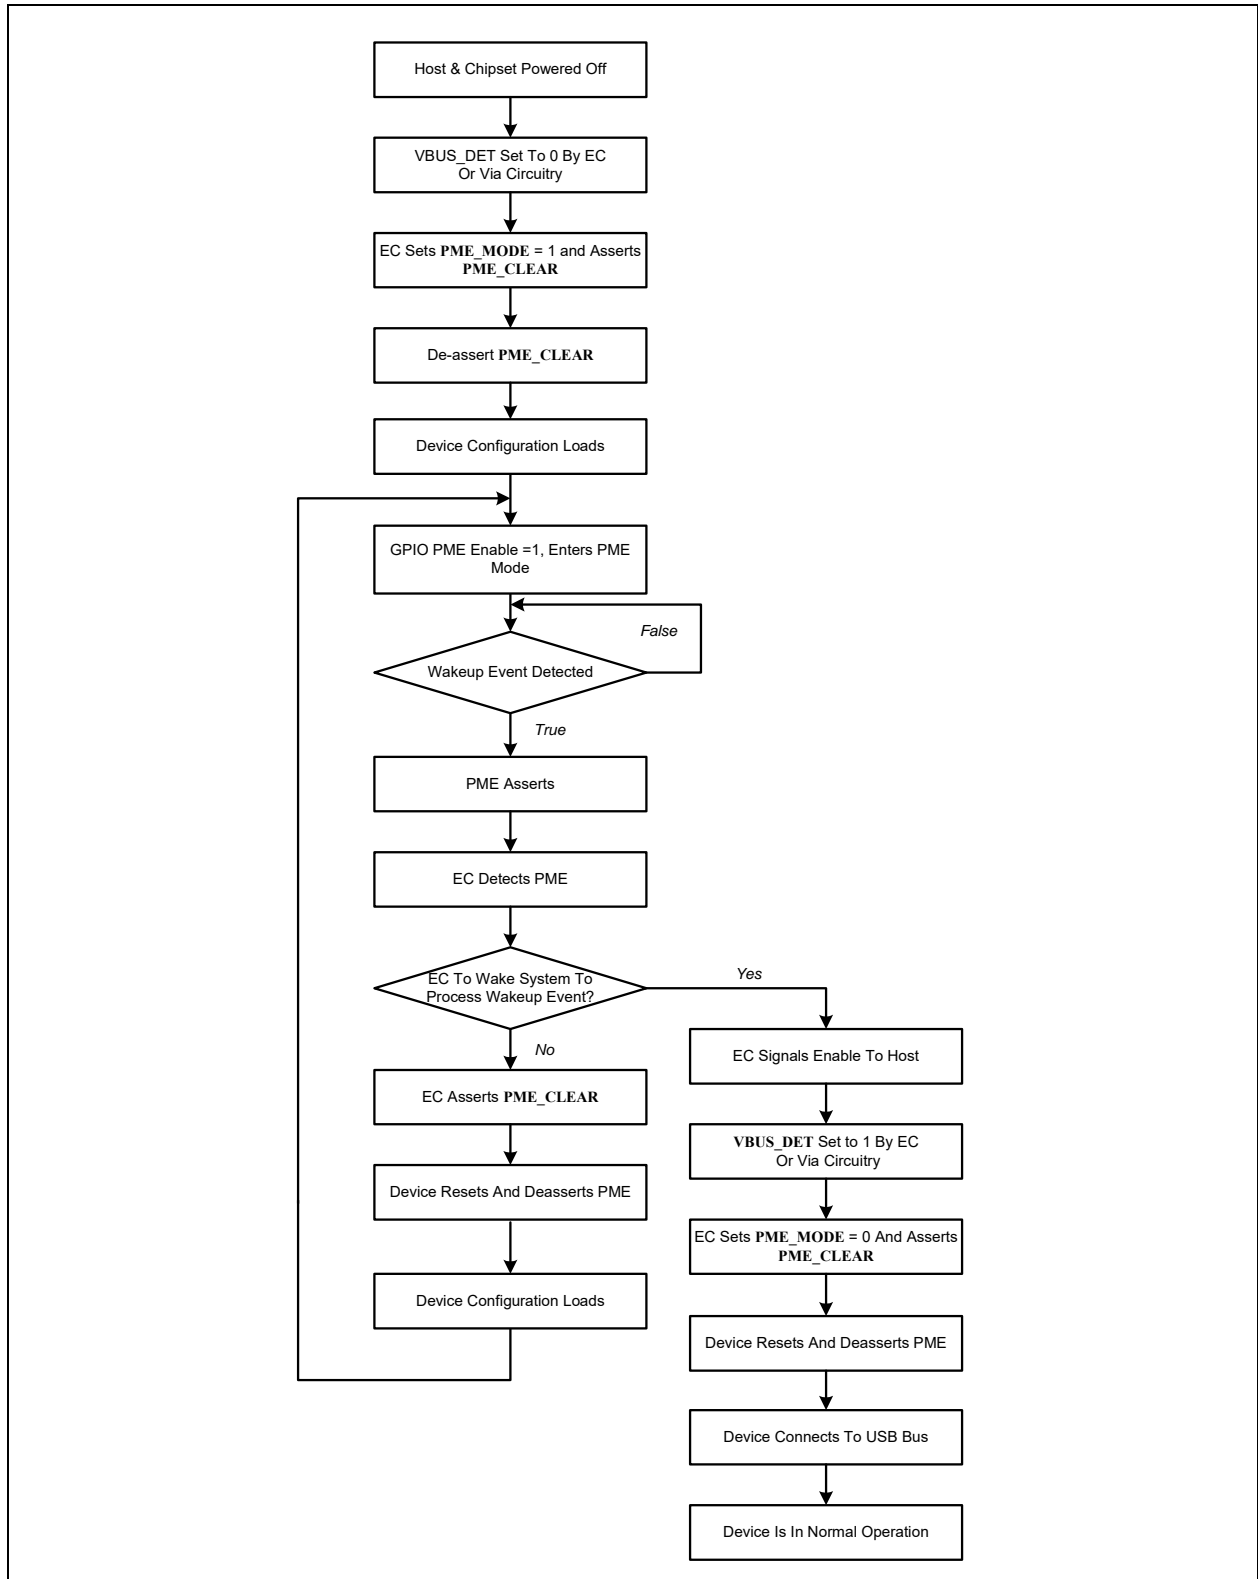 Host & Chipset Powered Off
VBUS_DET Set To 0 By EC
Or Via Circuitry
EC Sets PME_MODE = 1 and Asserts
PME_CLEAR
De-assert PME_CLEAR
Device Configuration Loads
GPIO PME Enable =1, Enters PME
Mode
False
Wakeup Event Detected
True
PME Asserts
EC Detects PME
EC To Wake System To
Process Wakeup Event?
Yes
No
EC Signals Enable To Host
EC Asserts PME_CLEAR
VBUS_DET Set to 1 By EC
Or Via Circuitry
Device Resets And Deasserts PME
EC Sets PME_MODE = 0 And Asserts
PME_CLEAR
Device Configuration Loads
Device Resets And Deasserts PME
Device Connects To USB Bus
Device Is In Normal Operation